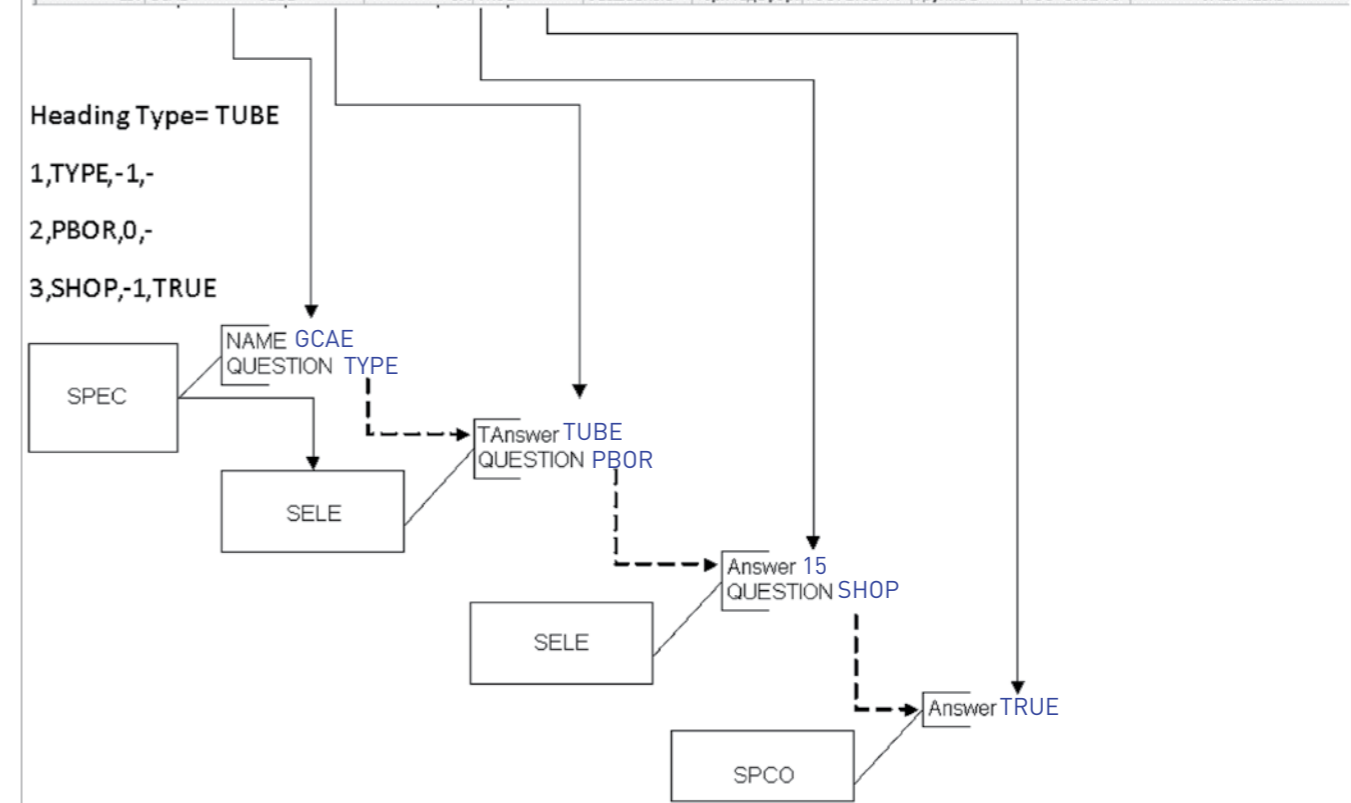 Heading Type= TUBE
1,TYPE,-1,-
2,PBOR,0,-
3,SHOP,-1,TRUE
NAME GCAE
QUESTION TYPE
SPEC
TAnswer TUBE
QUESTION PBOR
SELE
Answer 15
QUESTION SHOP
SELE
Answer TRUE
SPCO